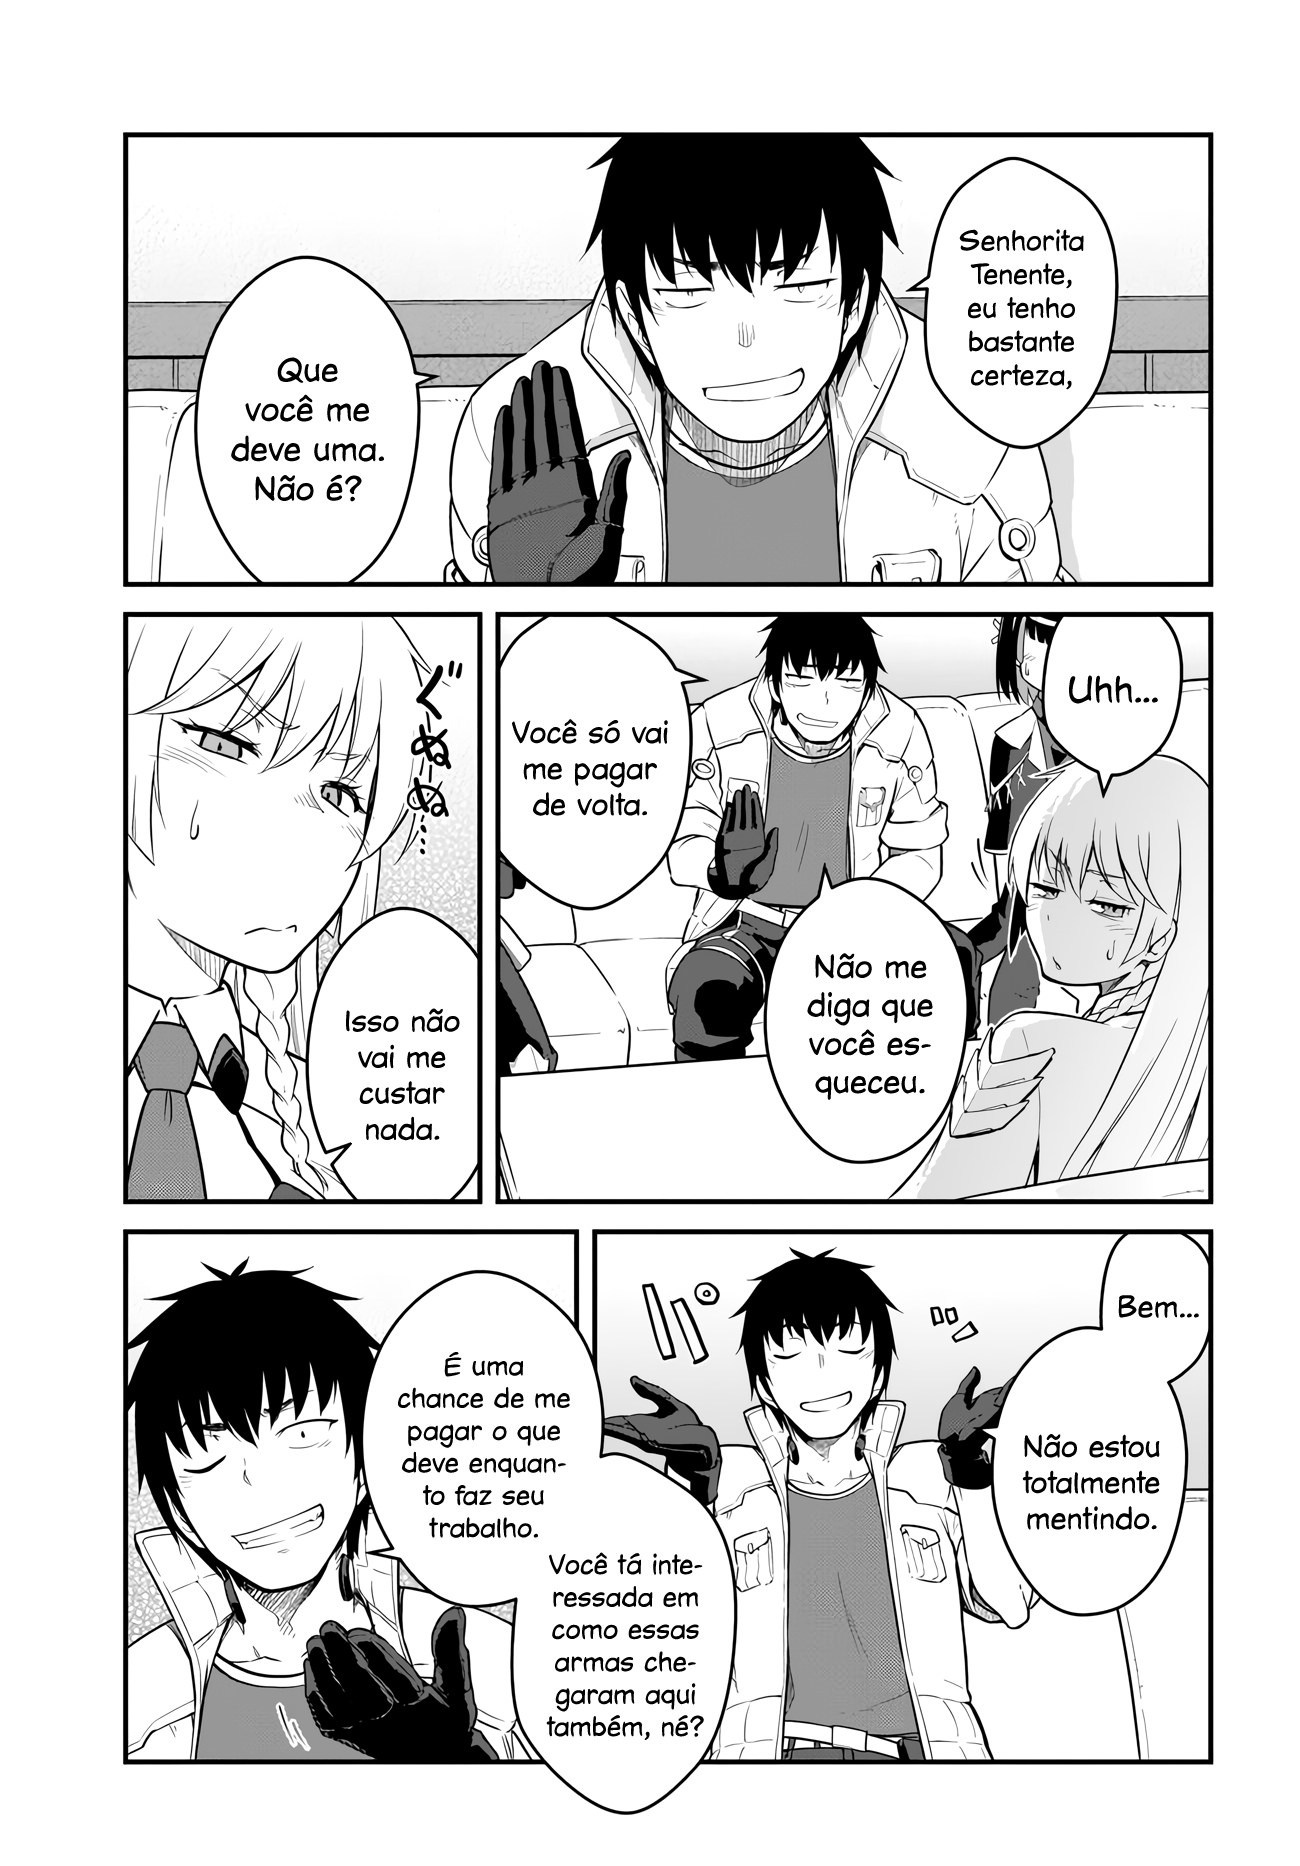 Senhorita
Tenente,
eu tenho
bastante
certeza,
Que
você me
deve uma.
Não é?
Uhh...
Você só vai
me pagar
de volta.
Não me
diga que
você es-
queceu.
ぐぬーぬー…
Isso não
vai me
custar
nada.
Bem...
Não estou
totalmente
mentindo.
É uma
chance de me
pagar o que
deve enquan-
to faz seu
trabalho.
Você tá inte-
ressada em
como essas
armas che-
garam aqui
também, né?